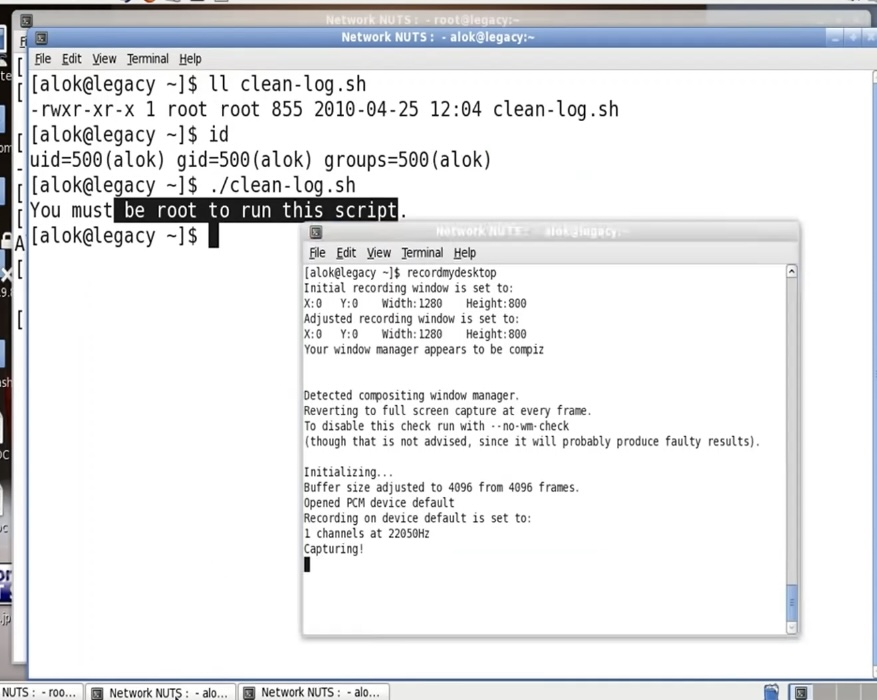 Network NUTS : - root@legacy:~
Network NUTS : - alok@legacy:~
File Edit View Terminal Help
[alok@legacy ~]$ ll clean-log.sh
-rwxr-xr-x 1 root root 855 2010-04-25 12:04 clean-log.sh
[alok@legacy ~]$ id
uid=500(alok) gid=500(alok) groups=500(alok)
[alok@legacy ~]$ ./clean-log.sh
You must be root to run this script.
[alok@legacy ~]$
Network NUTS : - alok@legacy:~
File Edit View Terminal Help
[alok@legacy ~]$ recordmydesktop
Initial recording window is set to:
X:0 Y:0 Width:1280 Height:800
Adjusted recording window is set to:
X:0 Y:0 Width:1280 Height:800
Your window manager appears to be compiz
Detected compositing window manager.
Reverting to full screen capture at every frame.
To disable this check run with --no-wm-check
(though that is not advised, since it will probably produce faulty results).
Initializing...
Buffer size adjusted to 4096 from 4096 frames.
Opened PCM device default
Recording on device default is set to:
1 channels at 22050Hz
Capturing!
NUTS : - roo...
Network NUTS : - alo...
Network NUTS : - alo...